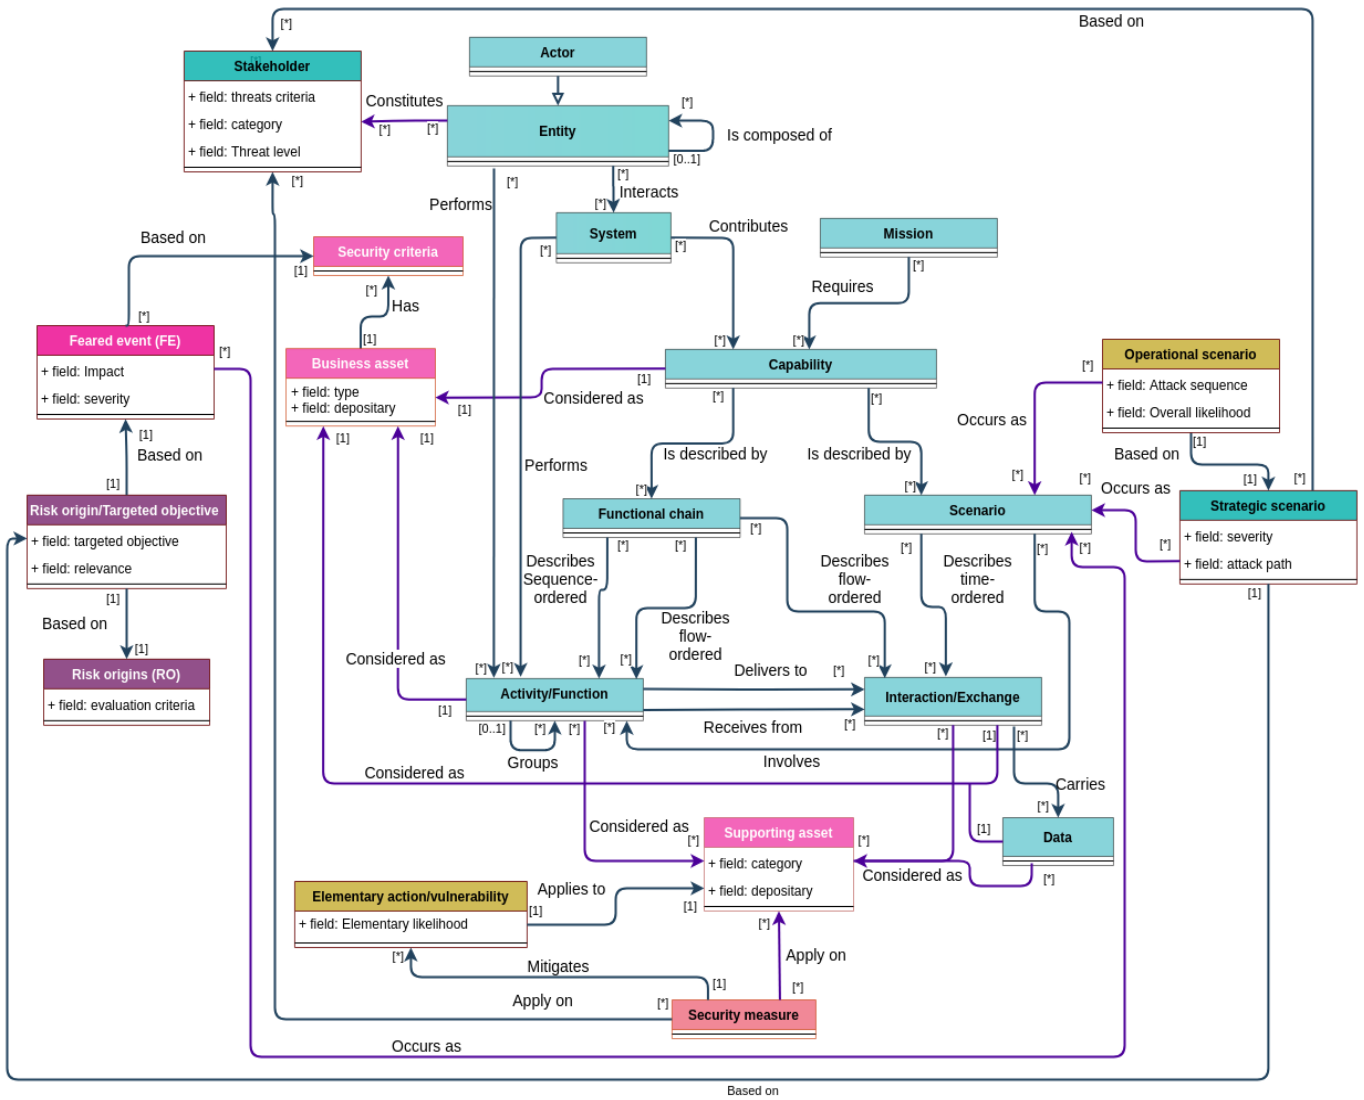 Based on
[*]
[*]
Stakeholder
+ field: threats criteria
+ field: category
+ field: Threat level
[*]
Actor
Constitutes
[*]
[*]
Entity
[*]
Is composed of
[0..1]
Performs
[*]
[*]
Interacts
[*]
System
[*]
[*]
Contributes
Mission
[*]
Requires
Based on
[1]
Security criteria
[*]
Has
[1]
[*]
Feared event (FE)
[*]
+ field: Impact
+ field: severity
[1]
Based on
[1]
Business asset
+ field: type
+ field: depositary
[1]
[1]
[1]
Considered as
[1]
[*]
[*]
Capability
[*]
[*]
Is described by
Is described by
Performs
[*]
[*]
Operational scenario
+ field: Attack sequence
+ field: Overall likelihood
[*]
Occurs as
[*]
[1]
Based on
[1]
[*]
[*]
Occurs as
Risk origin/Targeted objective
+ field: targeted objective
+ field: relevance
[1]
Based on
[1]
Risk origins (RO)
+ field: evaluation criteria
Functional chain
[*]
[*]
[*]
Scenario
[*]
[*]
[*]
Strategic scenario
+ field: severity
+ field: attack path
[*]
[1]
Describes
Sequence-
ordered
Describes
flow-
ordered
Describes
flow-
ordered
Describes
time-
ordered
Considered as
[1]
[*]
[*]
[*]
[*]
Delivers to
[*]
[*]
[*]
Activity/Function
Interaction/Exchange
Receives from
[*]
[0..1]
[*]
[*]
[*]
Groups
[*]
[1]
[*]
Involves
Considered as
Carries
[*]
Considered as
[*]
Supporting asset
+ field: category
+ field: depositary
[*]
[1]
Data
[*]
Considered as
Elementary action/vulnerability
+ field: Elementary likelihood
Applies to
[1]
[1]
[*]
Apply on
[*]
[*]
Mitigates
[1]
Apply on
[*]
Security measure
Occurs as
Based on